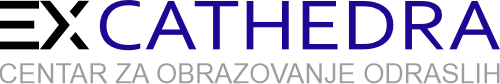 EX CATHEDRA
CENTAR ZA OBRAZOVANJE ODRASLIH